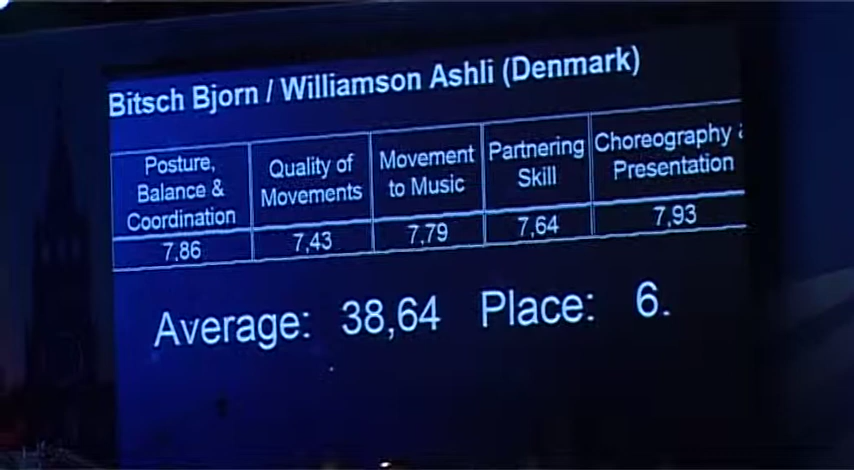 Bitsch Bjorn / Williamson Ashli (Denmark)
Posture,
Balance &
Coordination
Quality of
Movements
Movement
to Music
Partnering
Skill
Choreography &
Presentation
7,86 7,43 7,79 7,64 7,93
Average: 38,64 Place: 6.